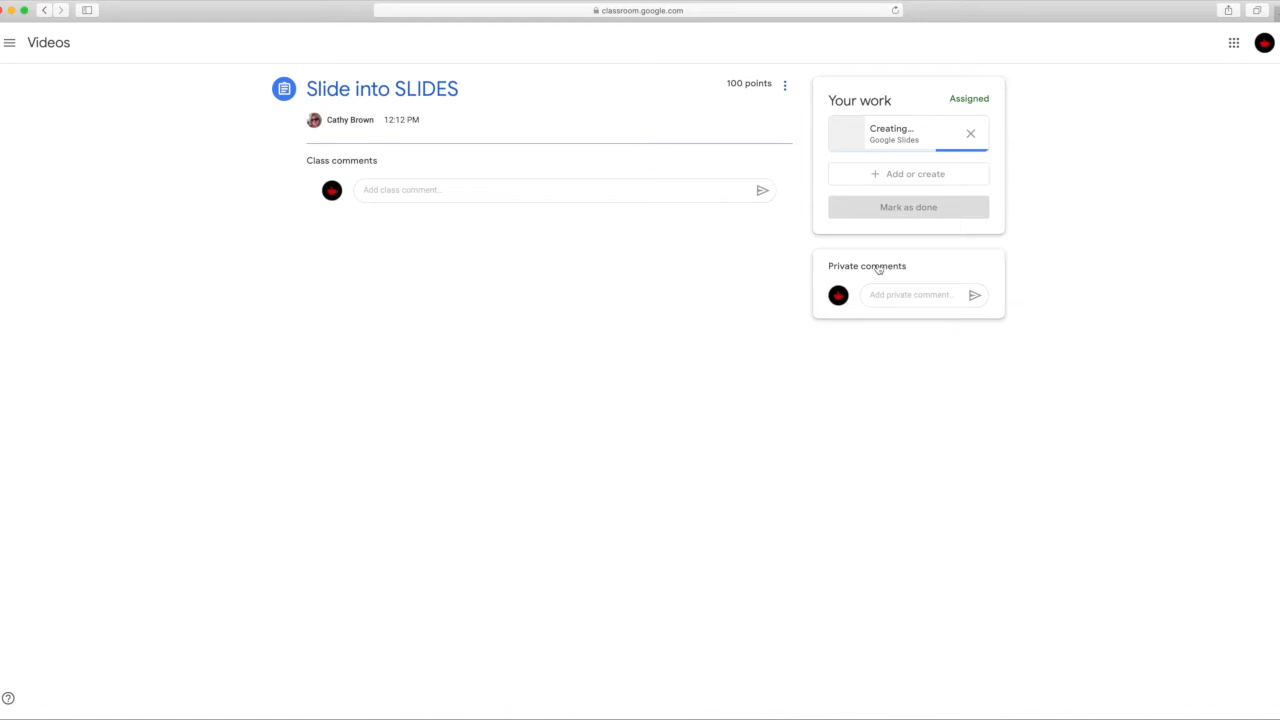 classroom.google.com
Videos
Slide into SLIDES
100 points
Cathy Brown 12:12 PM
Class comments
Add class comment...
Your work
Assigned
Creating...
Google Slides
+ Add or create
Mark as done
Private comments
Add private comment...